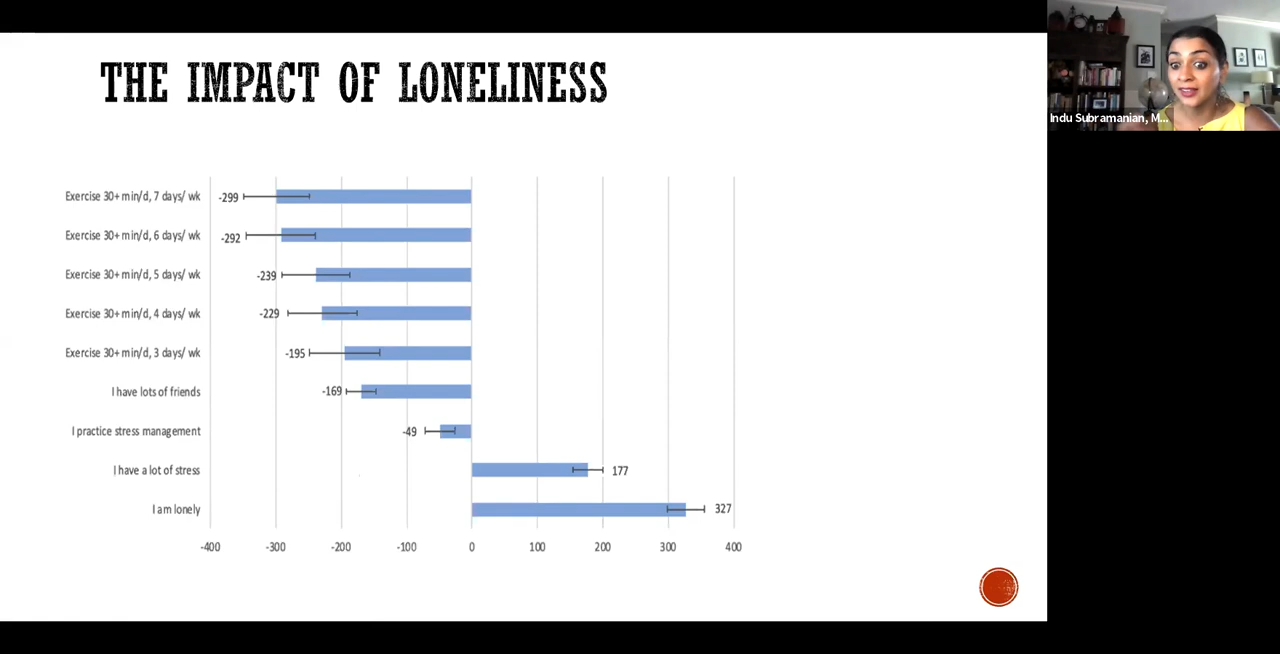 THE IMPACT OF LONELINESS
Indu Subramanian, M...
Exercise 30+ min/d, 7 days/ wk -299
Exercise 30+ min/d, 6 days/ wk -292
Exercise 30+ min/d, 5 days/ wk -239
Exercise 30+ min/d, 4 days/ wk -229
Exercise 30+ min/d, 3 days/ wk -195
I have lots of friends -169
I practice stress management -49
I have a lot of stress 177
I am lonely 327
-400 -300 -200 -100 0 100 200 300 400